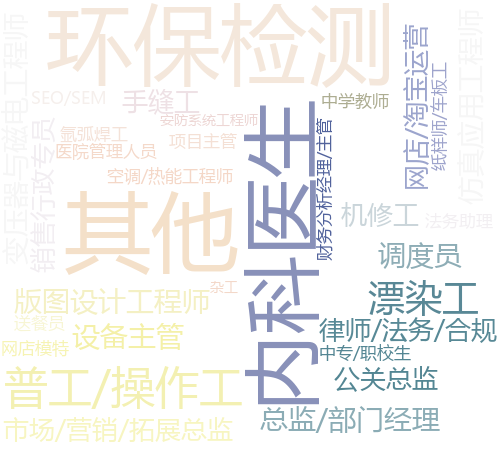 环保检测
变压器与磁电工程师
仿真应用工程师
SEO/SEM
手缝工
中学教师
网店/淘宝运营
纸样师/车板工
安防系统工程师
氩弧焊工
项目主管
医院管理人员
销售行政专员
空调/热能工程师
内科医生
财务分析经理/主管
其他
机修工
法务助理
调度员
杂工
版图设计工程师
漂染工
送餐员
设备主管
律师/法务/合规
网店模特
中专/职校生
普工/操作工
公关总监
总监/部门经理
市场/营销/拓展总监